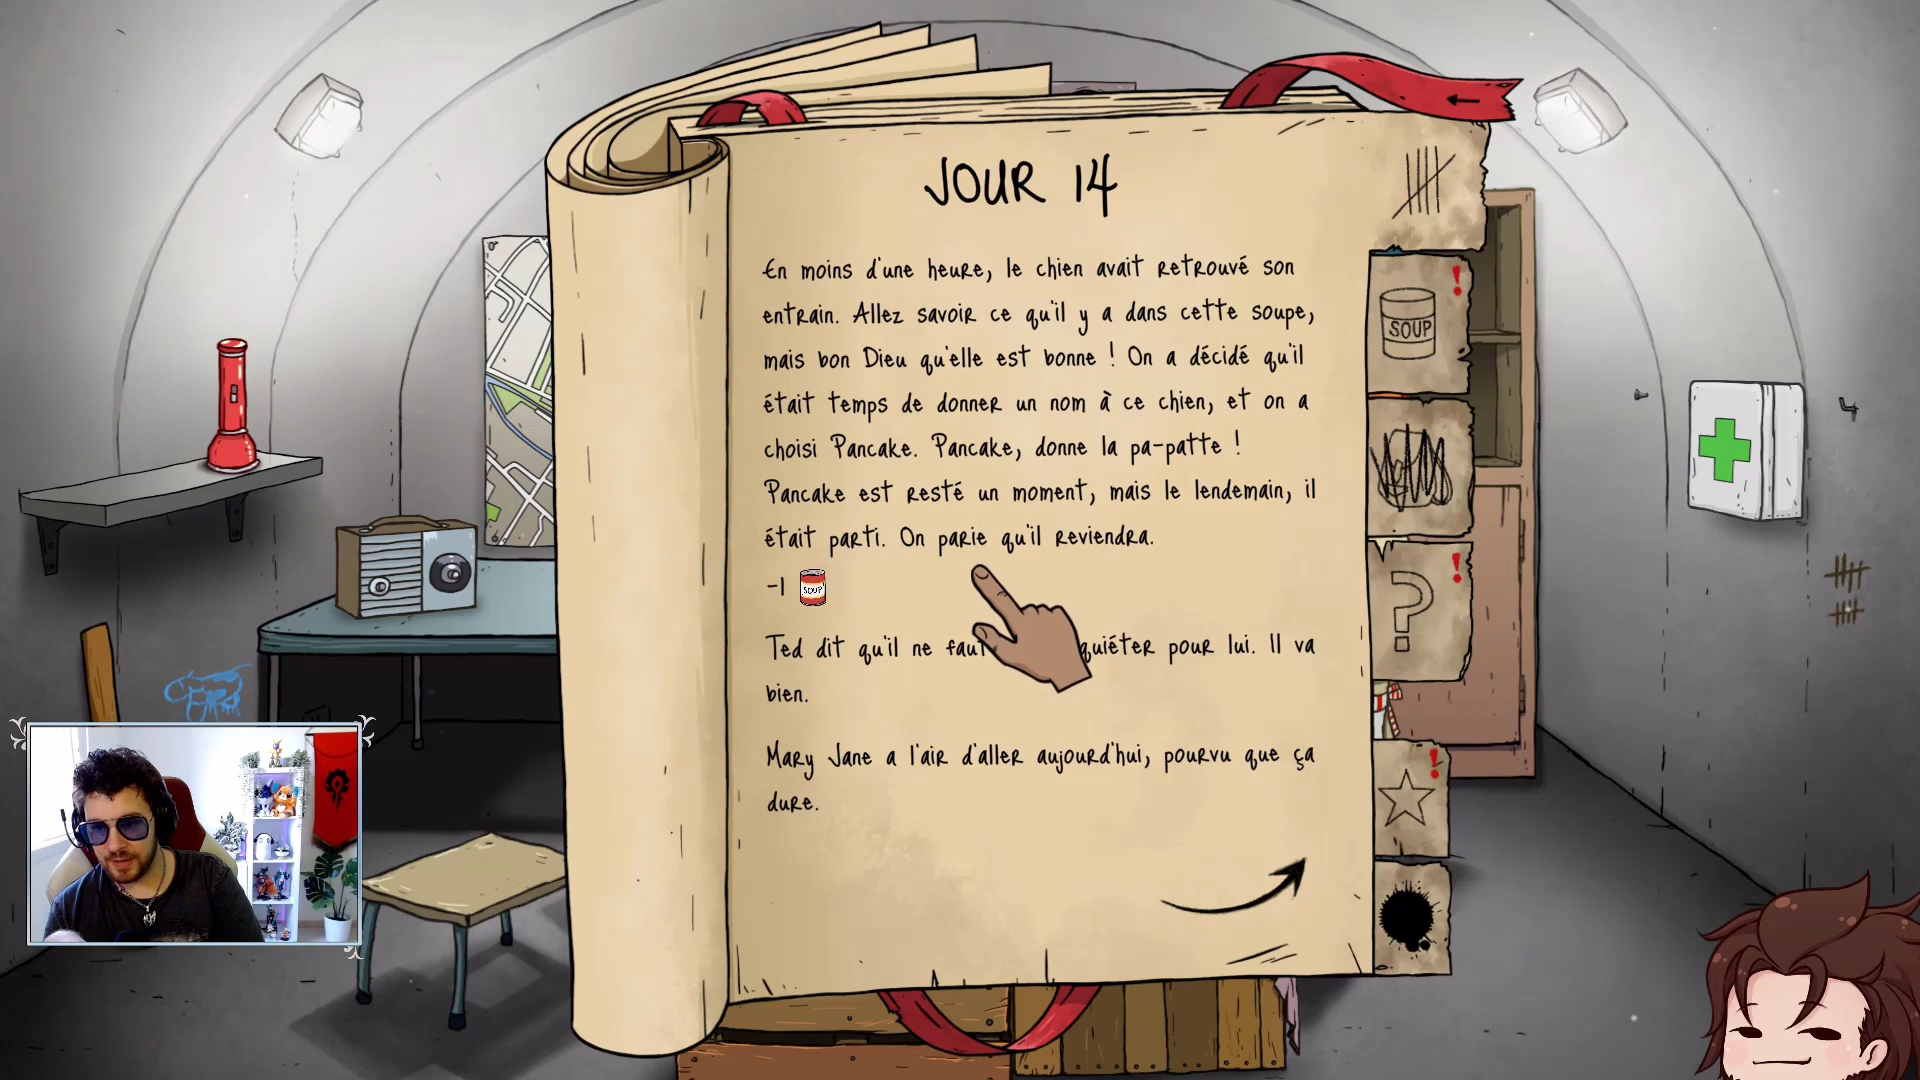 JOUR 14
En moins d'une heure, le chien avait retrouvé son
entrain. Allez savoir ce qu'il y a dans cette soupe,
mais bon Dieu qu'elle est bonne ! On a décidé qu'il
était temps de donner un nom à ce chien, et on a
choisi Pancake. Pancake, donne la pa-patte !
Pancake est resté un moment, mais le lendemain, il
était parti. On parie qu'il reviendra.
-1 SOUP
Ted dit qu'il ne pour lui. Il va
bien.
Mary Jane a l'air d'aller aujourd'hui, pourvu que ça
dure.
SOUP
!
?
!
!